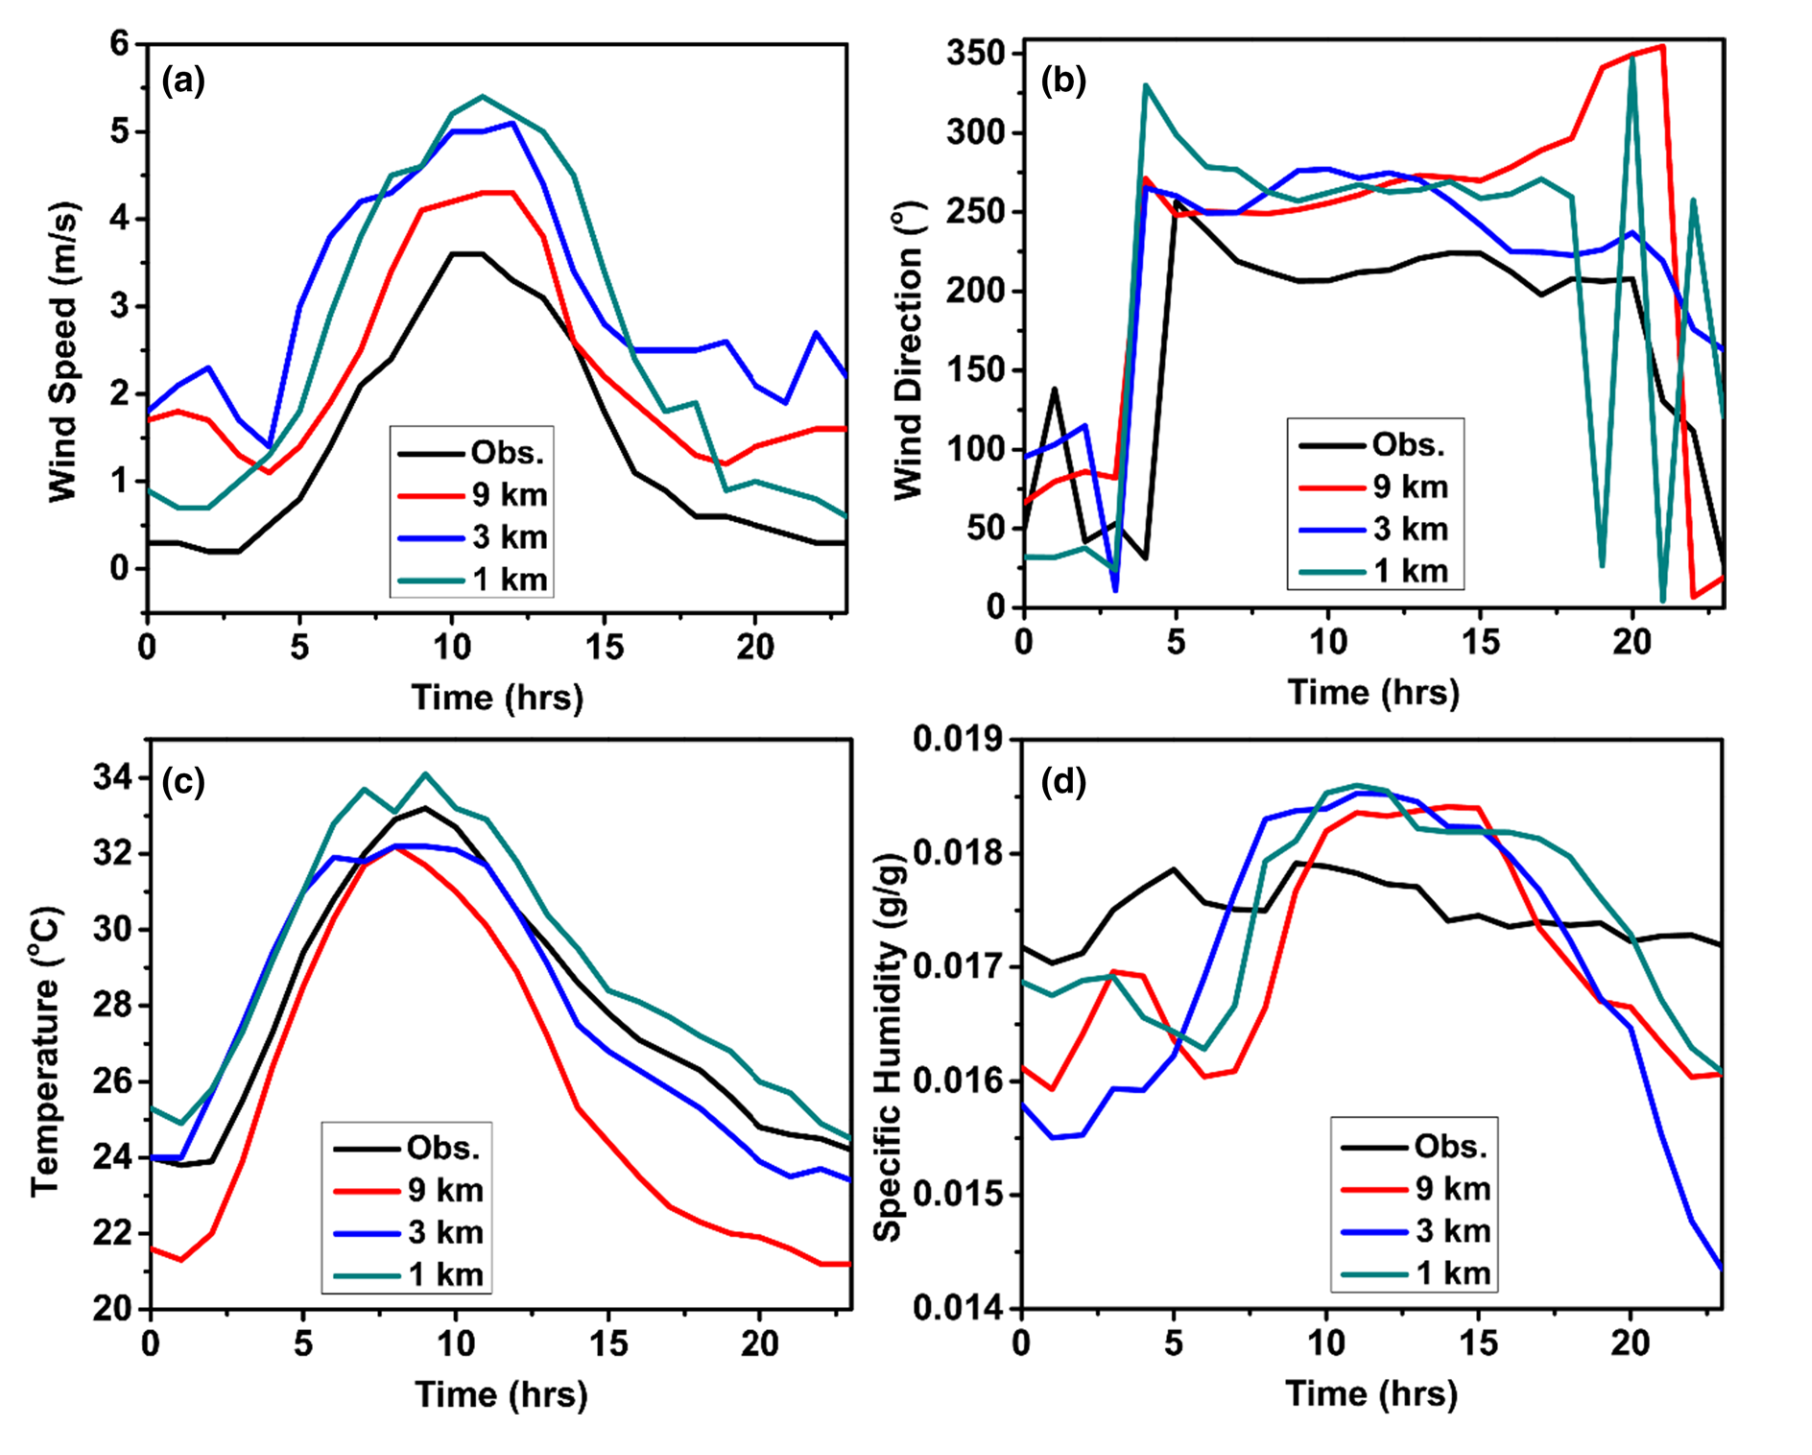 (a)
Wind Speed (m/s)
6
5
4
3
2
1
0
Obs.
9 km
3 km
1 km
0 5 10 15 20
Time (hrs)
(b)
Wind Direction (°)
350
300
250
200
150
100
50
0
Obs.
9 km
3 km
1 km
0 5 10 15 20
Time (hrs)
(c)
Temperature (°C)
34
32
30
28
26
24
22
20
Obs.
9 km
3 km
1 km
0 5 10 15 20
Time (hrs)
(d)
Specific Humidity (g/g)
0.019
0.018
0.017
0.016
0.015
0.014
Obs.
9 km
3 km
1 km
0 5 10 15 20
Time (hrs)